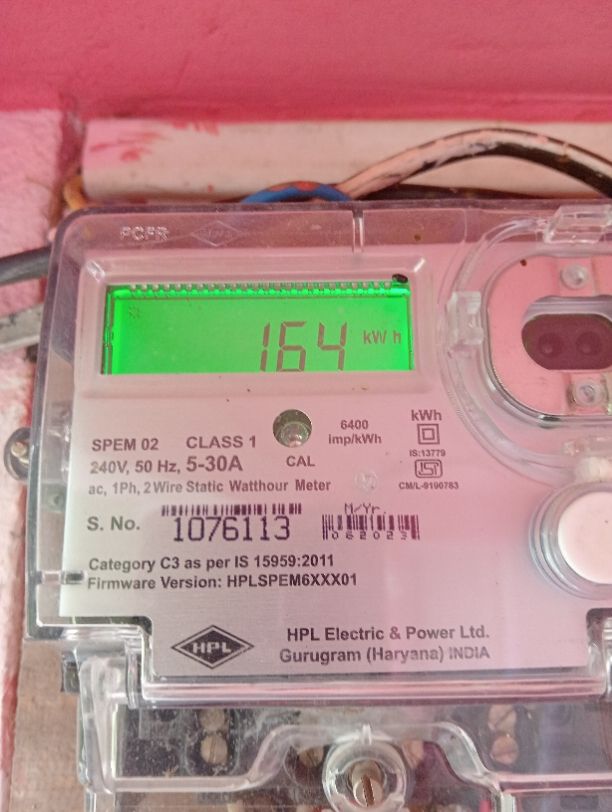 164 kWh
6400
imp/kWh
kWh
SPEM 02 CLASS 1
240V, 50 Hz, 5-30A
CAL
IS:13779
CM/L-9190783
ac, 1Ph, 2 Wire Static Watthour Meter
M/Yr.
S. No. 1076113 062023
Category C3 as per IS 15959:2011
Firmware Version: HPLSPEM6XXX01
HPL
HPL Electric & Power Ltd.
Gurugram (Haryana) INDIA